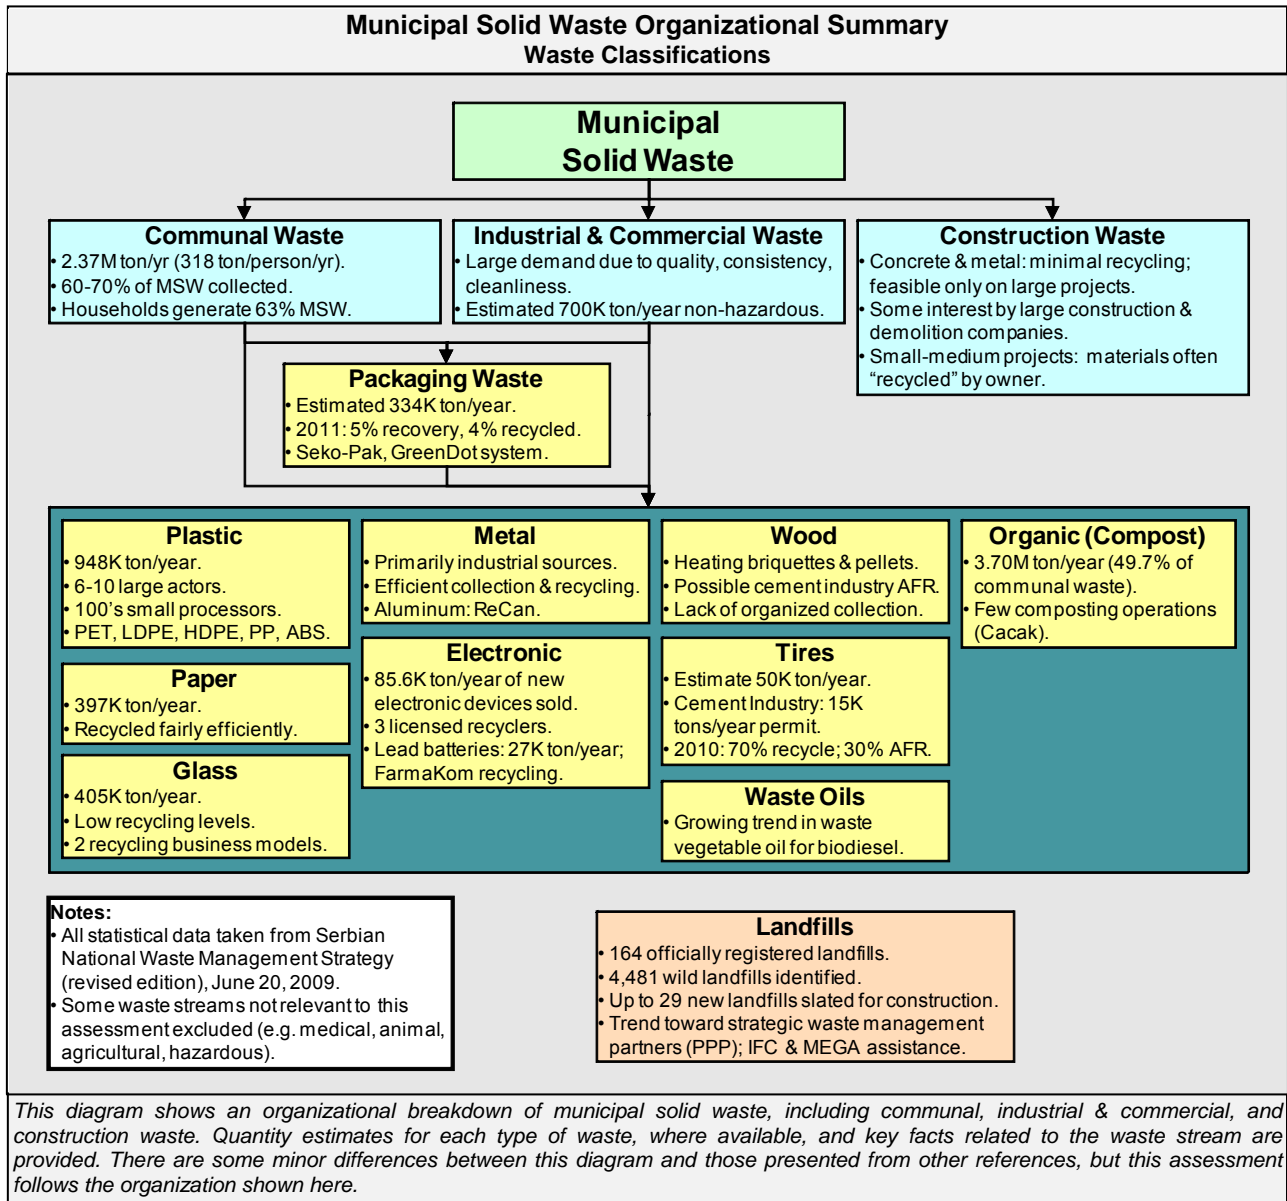 Municipal Solid Waste Organizational Summary
Waste Classifications
Municipal
Solid Waste
Communal Waste
• 2.37M ton/yr (318 ton/person/yr).
• 60-70% of MSW collected.
• Households generate 63% MSW.
Industrial & Commercial Waste
• Large demand due to quality, consistency,
cleanliness.
• Estimated 700K ton/year non-hazardous.
Construction Waste
• Concrete & metal: minimal recycling;
feasible only on large projects.
• Some interest by large construction &
demolition companies.
• Small-medium projects: materials often
“recycled” by owner.
Packaging Waste
• Estimated 334K ton/year.
• 2011: 5% recovery, 4% recycled.
• Seko-Pak, GreenDot system.
Plastic
• 948K ton/year.
• 6-10 large actors.
• 100’s small processors.
• PET, LDPE, HDPE, PP, ABS.
Paper
• 397K ton/year.
• Recycled fairly efficiently.
Glass
• 405K ton/year.
• Low recycling levels.
• 2 recycling business models.
Metal
• Primarily industrial sources.
• Efficient collection & recycling.
• Aluminum: ReCan.
Electronic
• 85.6K ton/year of new
electronic devices sold.
• 3 licensed recyclers.
• Lead batteries: 27K ton/year;
FarmaKom recycling.
Wood
• Heating briquettes & pellets.
• Possible cement industry AFR.
• Lack of organized collection.
Tires
• Estimate 50K ton/year.
• Cement Industry: 15K
tons/year permit.
• 2010: 70% recycle; 30% AFR.
Waste Oils
• Growing trend in waste
vegetable oil for biodiesel.
Organic (Compost)
• 3.70M ton/year (49.7% of
communal waste).
• Few composting operations
(Cacak).
Notes:
• All statistical data taken from Serbian
National Waste Management Strategy
(revised edition), June 20, 2009.
• Some waste streams not relevant to this
assessment excluded (e.g. medical, animal,
agricultural, hazardous).
Landfills
• 164 officially registered landfills.
• 4,481 wild landfills identified.
• Up to 29 new landfills slated for construction.
• Trend toward strategic waste management
partners (PPP); IFC & MEGA assistance.
This diagram shows an organizational breakdown of municipal solid waste, including communal, industrial & commercial, and
construction waste. Quantity estimates for each type of waste, where available, and key facts related to the waste stream are
provided. There are some minor differences between this diagram and those presented from other references, but this assessment
follows the organization shown here.